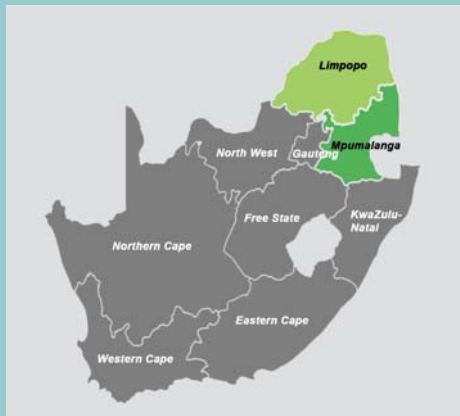 Limpopo
Mpumalanga
North West
Gauteng
Free State
KwaZulu-
Natal
Northern Cape
Eastern Cape
Western Cape